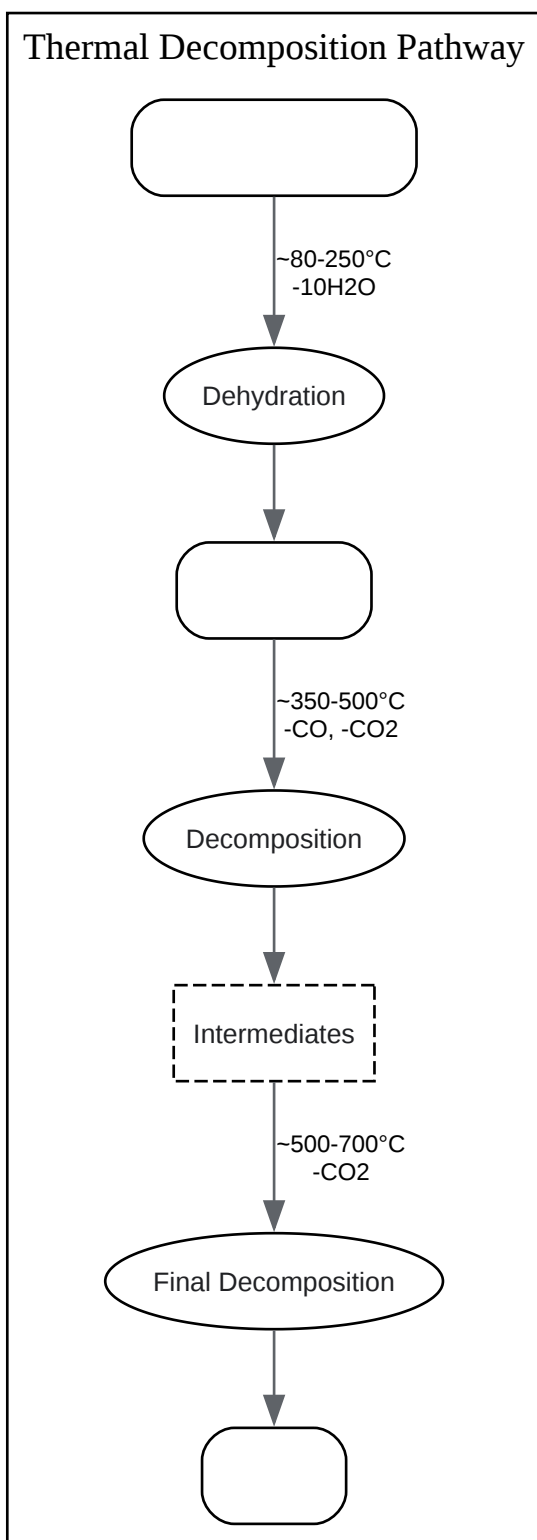 Thermal Decomposition Pathway
~80-250°C
-10H2O
Dehydration
~350-500°C
-CO, -CO2
Decomposition
Intermediates
~500-700°C
-CO2
Final Decomposition